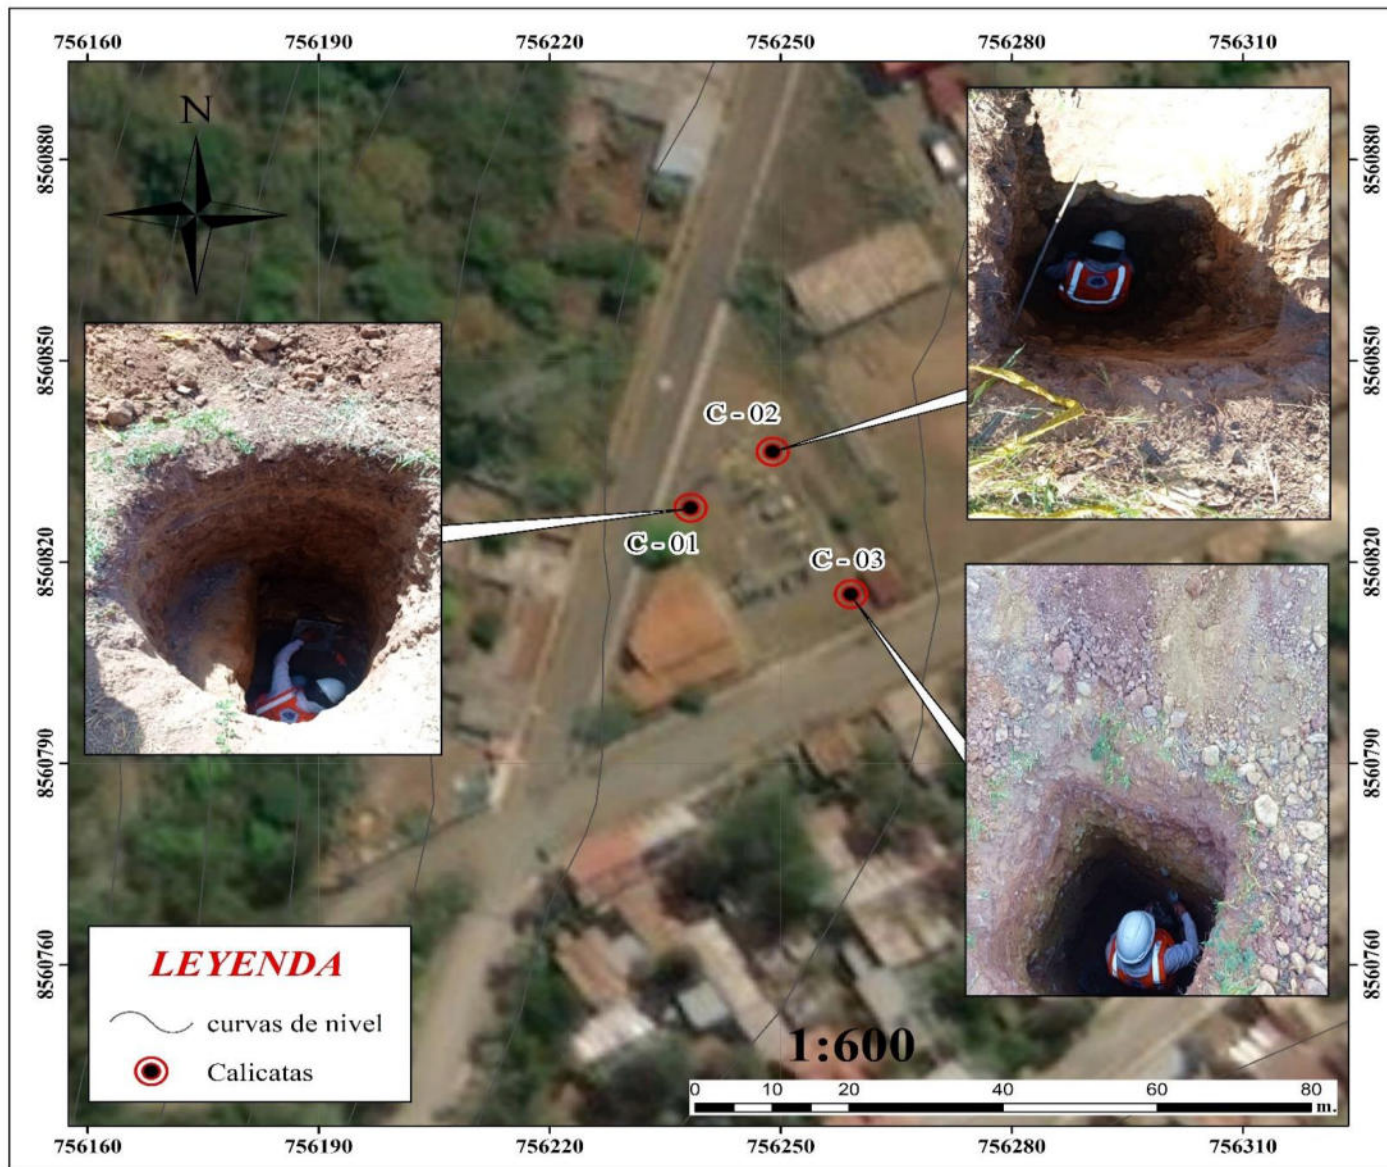 756160 756190 756220 756250 756280 756310
N
8560880 8560880
8560850 8560850
C - 02
C - 01
8560820 8560820
C - 03
8560790 8560790
LEYENDA
curvas de nivel
Calicatas
8560760 8560760
1:600
0 10 20 40 60 80
m.
756160 756190 756220 756250 756280 756310